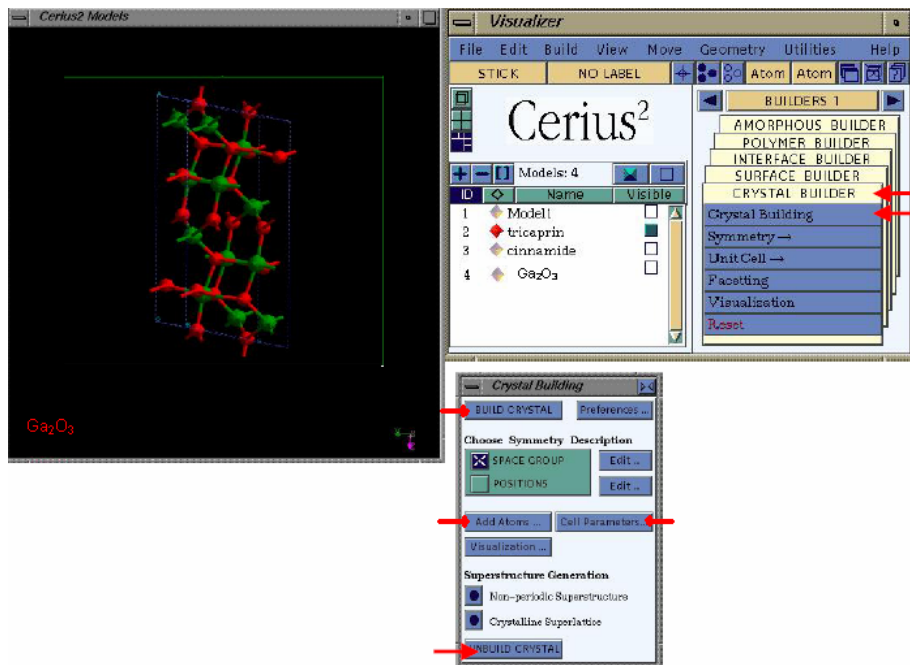 Cerius2 Models
Ga₂O₃
Visualizer
File Edit Build View Move Geometry Utilities Help
STICK NO LABEL Atom Atom
Cerius²
Models: 4
ID Name Visible
1 Model1
2 tricaprin
3 cinnamide
4 Ga₂O₃
BUILDERS 1
AMORPHOUS BUILDER
POLYMER BUILDER
INTERFACE BUILDER
SURFACE BUILDER
CRYSTAL BUILDER
Crystal Building
Symmetry →
Unit Cell →
Facetting
Visualization
Reset
Crystal Building
BUILD CRYSTAL Preferences ...
Choose Symmetry Description
SPACE GROUP Edit ..
POSITIONS Edit ..
Add Atoms ... Cell Parameters...
Visualization ...
Superstructure Generation
Non-periodic Superstructure
Crystalline Superlattice
UNBUILD CRYSTAL